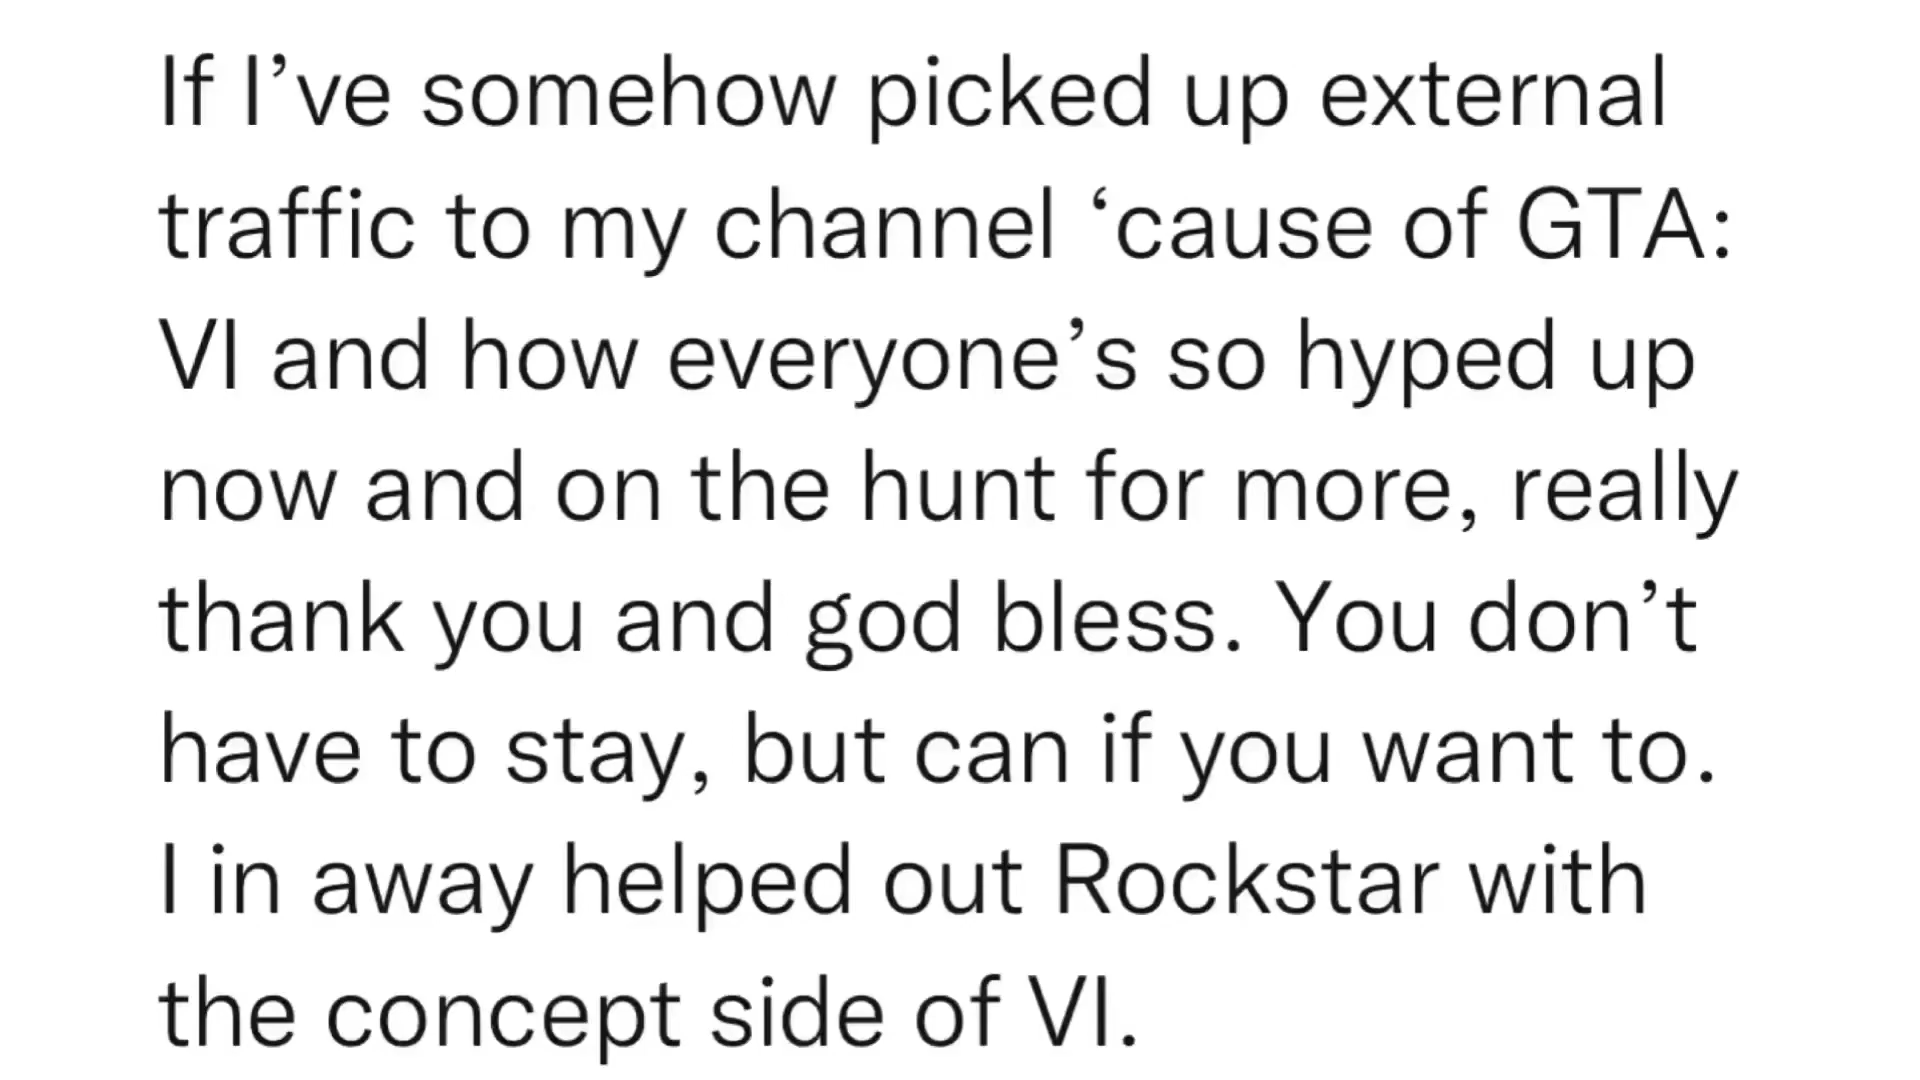 If I’ve somehow picked up external
traffic to my channel ‘cause of GTA:
VI and how everyone’s so hyped up
now and on the hunt for more, really
thank you and god bless. You don’t
have to stay, but can if you want to.
I in away helped out Rockstar with
the concept side of VI.